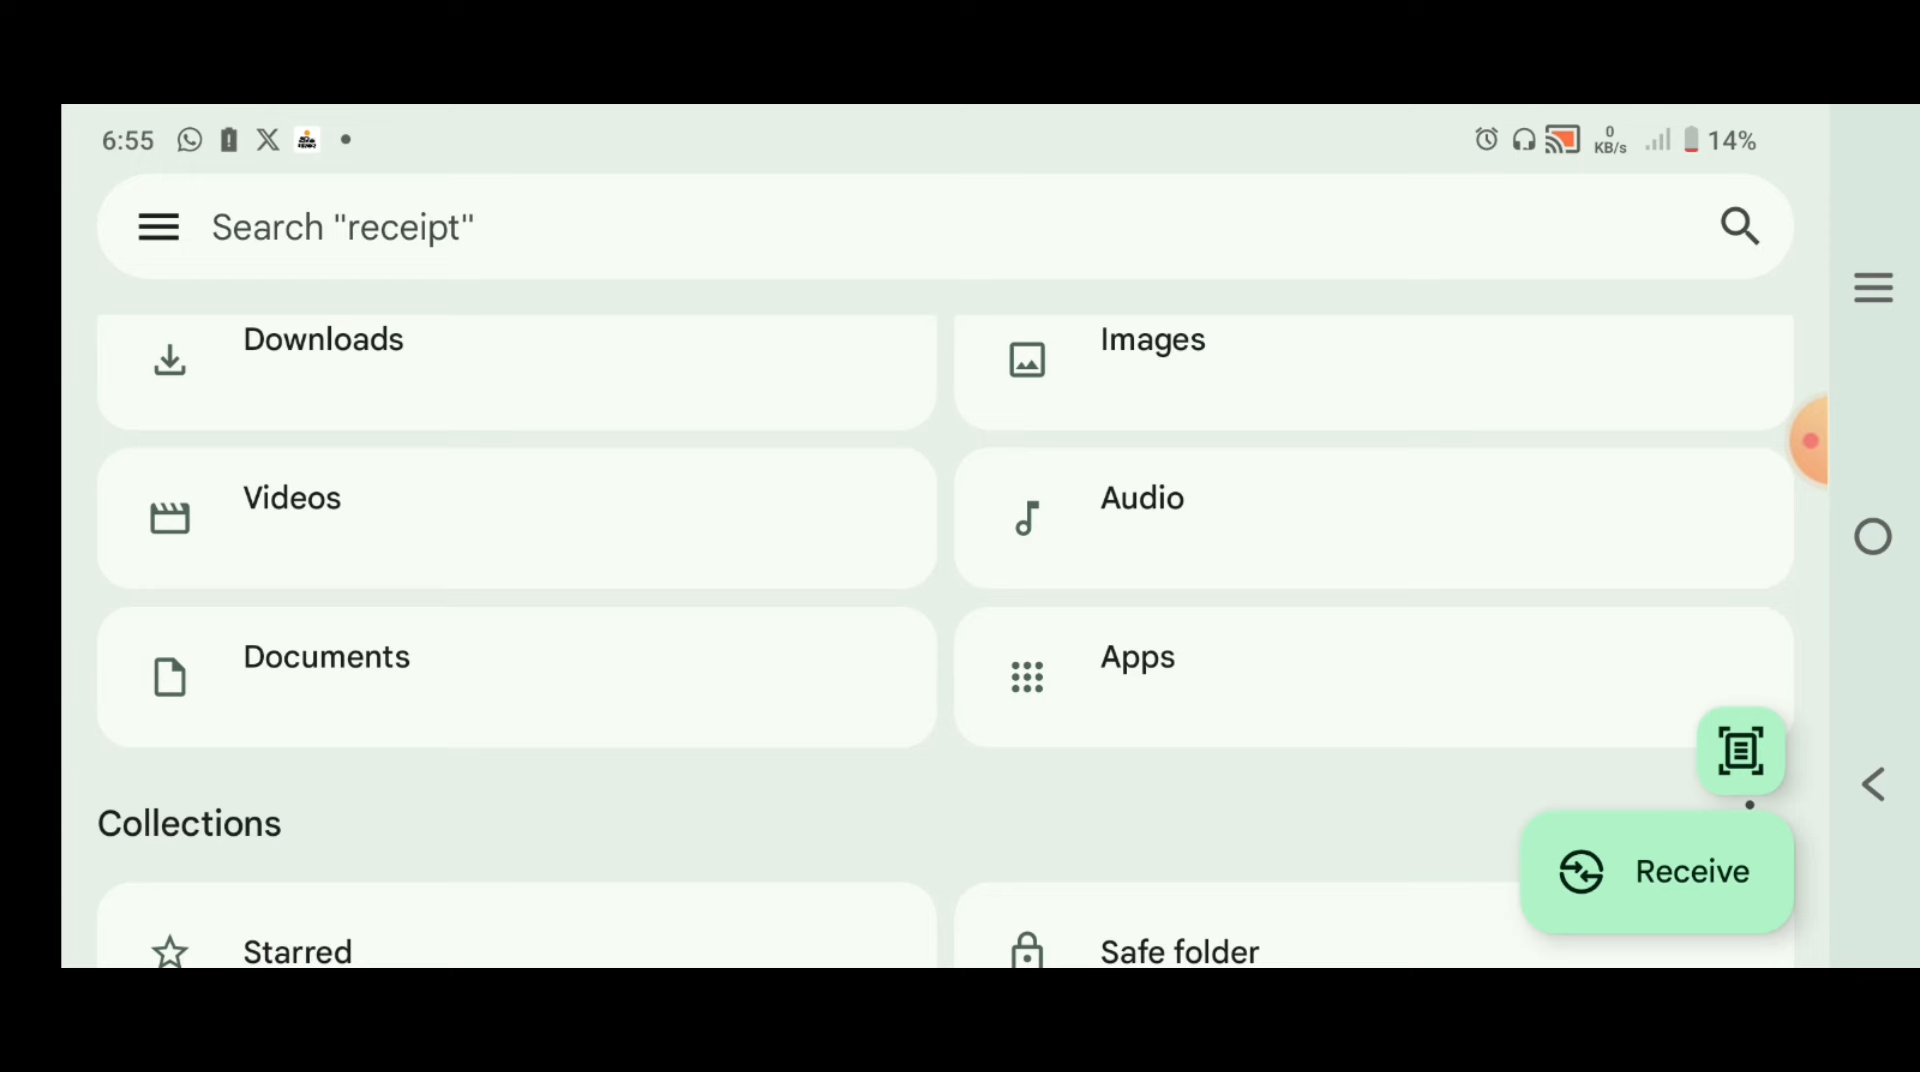 6:55
0
KB/s
14%
Search "receipt"
Downloads
Images
Videos
Audio
Documents
Apps
Collections
Receive
Starred
Safe folder